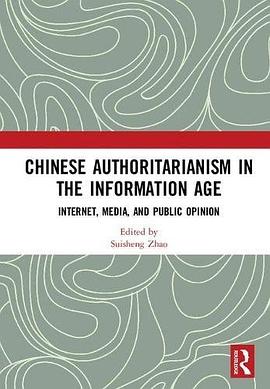 CHINESE AUTHORITARIANISM IN
THE INFORMATION AGE
INTERNET, MEDIA, AND PUBLIC OPINION
Edited by
Suisheng Zhao
R
Routledge